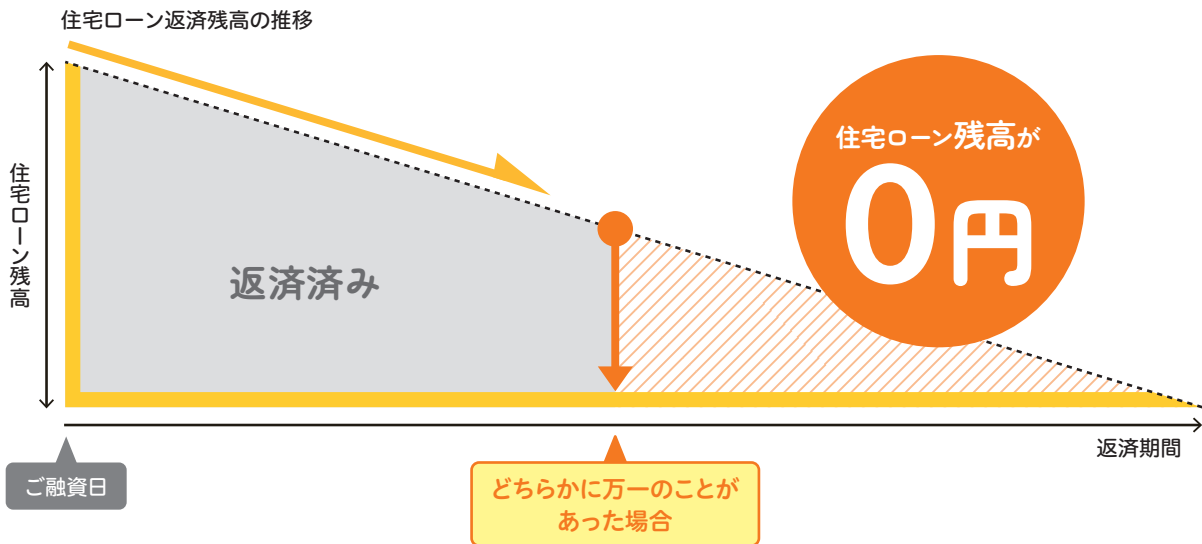 住宅ローン返済残高の推移
住宅ローン残高
返済済み
住宅ローン残高が
0円
返済期間
ご融資日
どちらかに万一のことが
あった場合